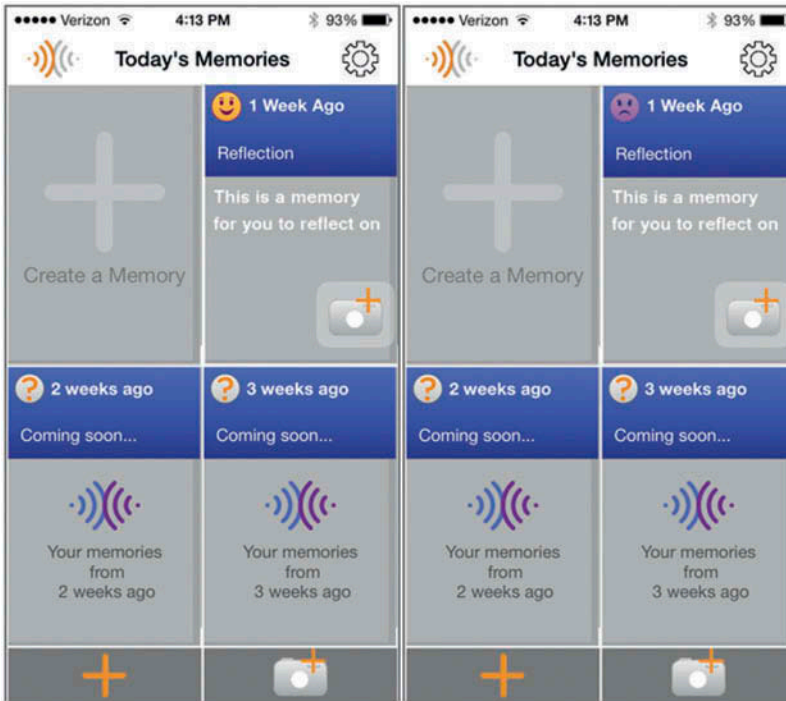 Verizon 4:13 PM 93%
Today's Memories
Create a Memory
1 Week Ago
Reflection
This is a memory
for you to reflect on
2 weeks ago
Coming soon...
Your memories
from
2 weeks ago
3 weeks ago
Coming soon...
Your memories
from
3 weeks ago
Verizon 4:13 PM 93%
Today's Memories
Create a Memory
1 Week Ago
Reflection
This is a memory
for you to reflect on
2 weeks ago
Coming soon...
Your memories
from
2 weeks ago
3 weeks ago
Coming soon...
Your memories
from
3 weeks ago